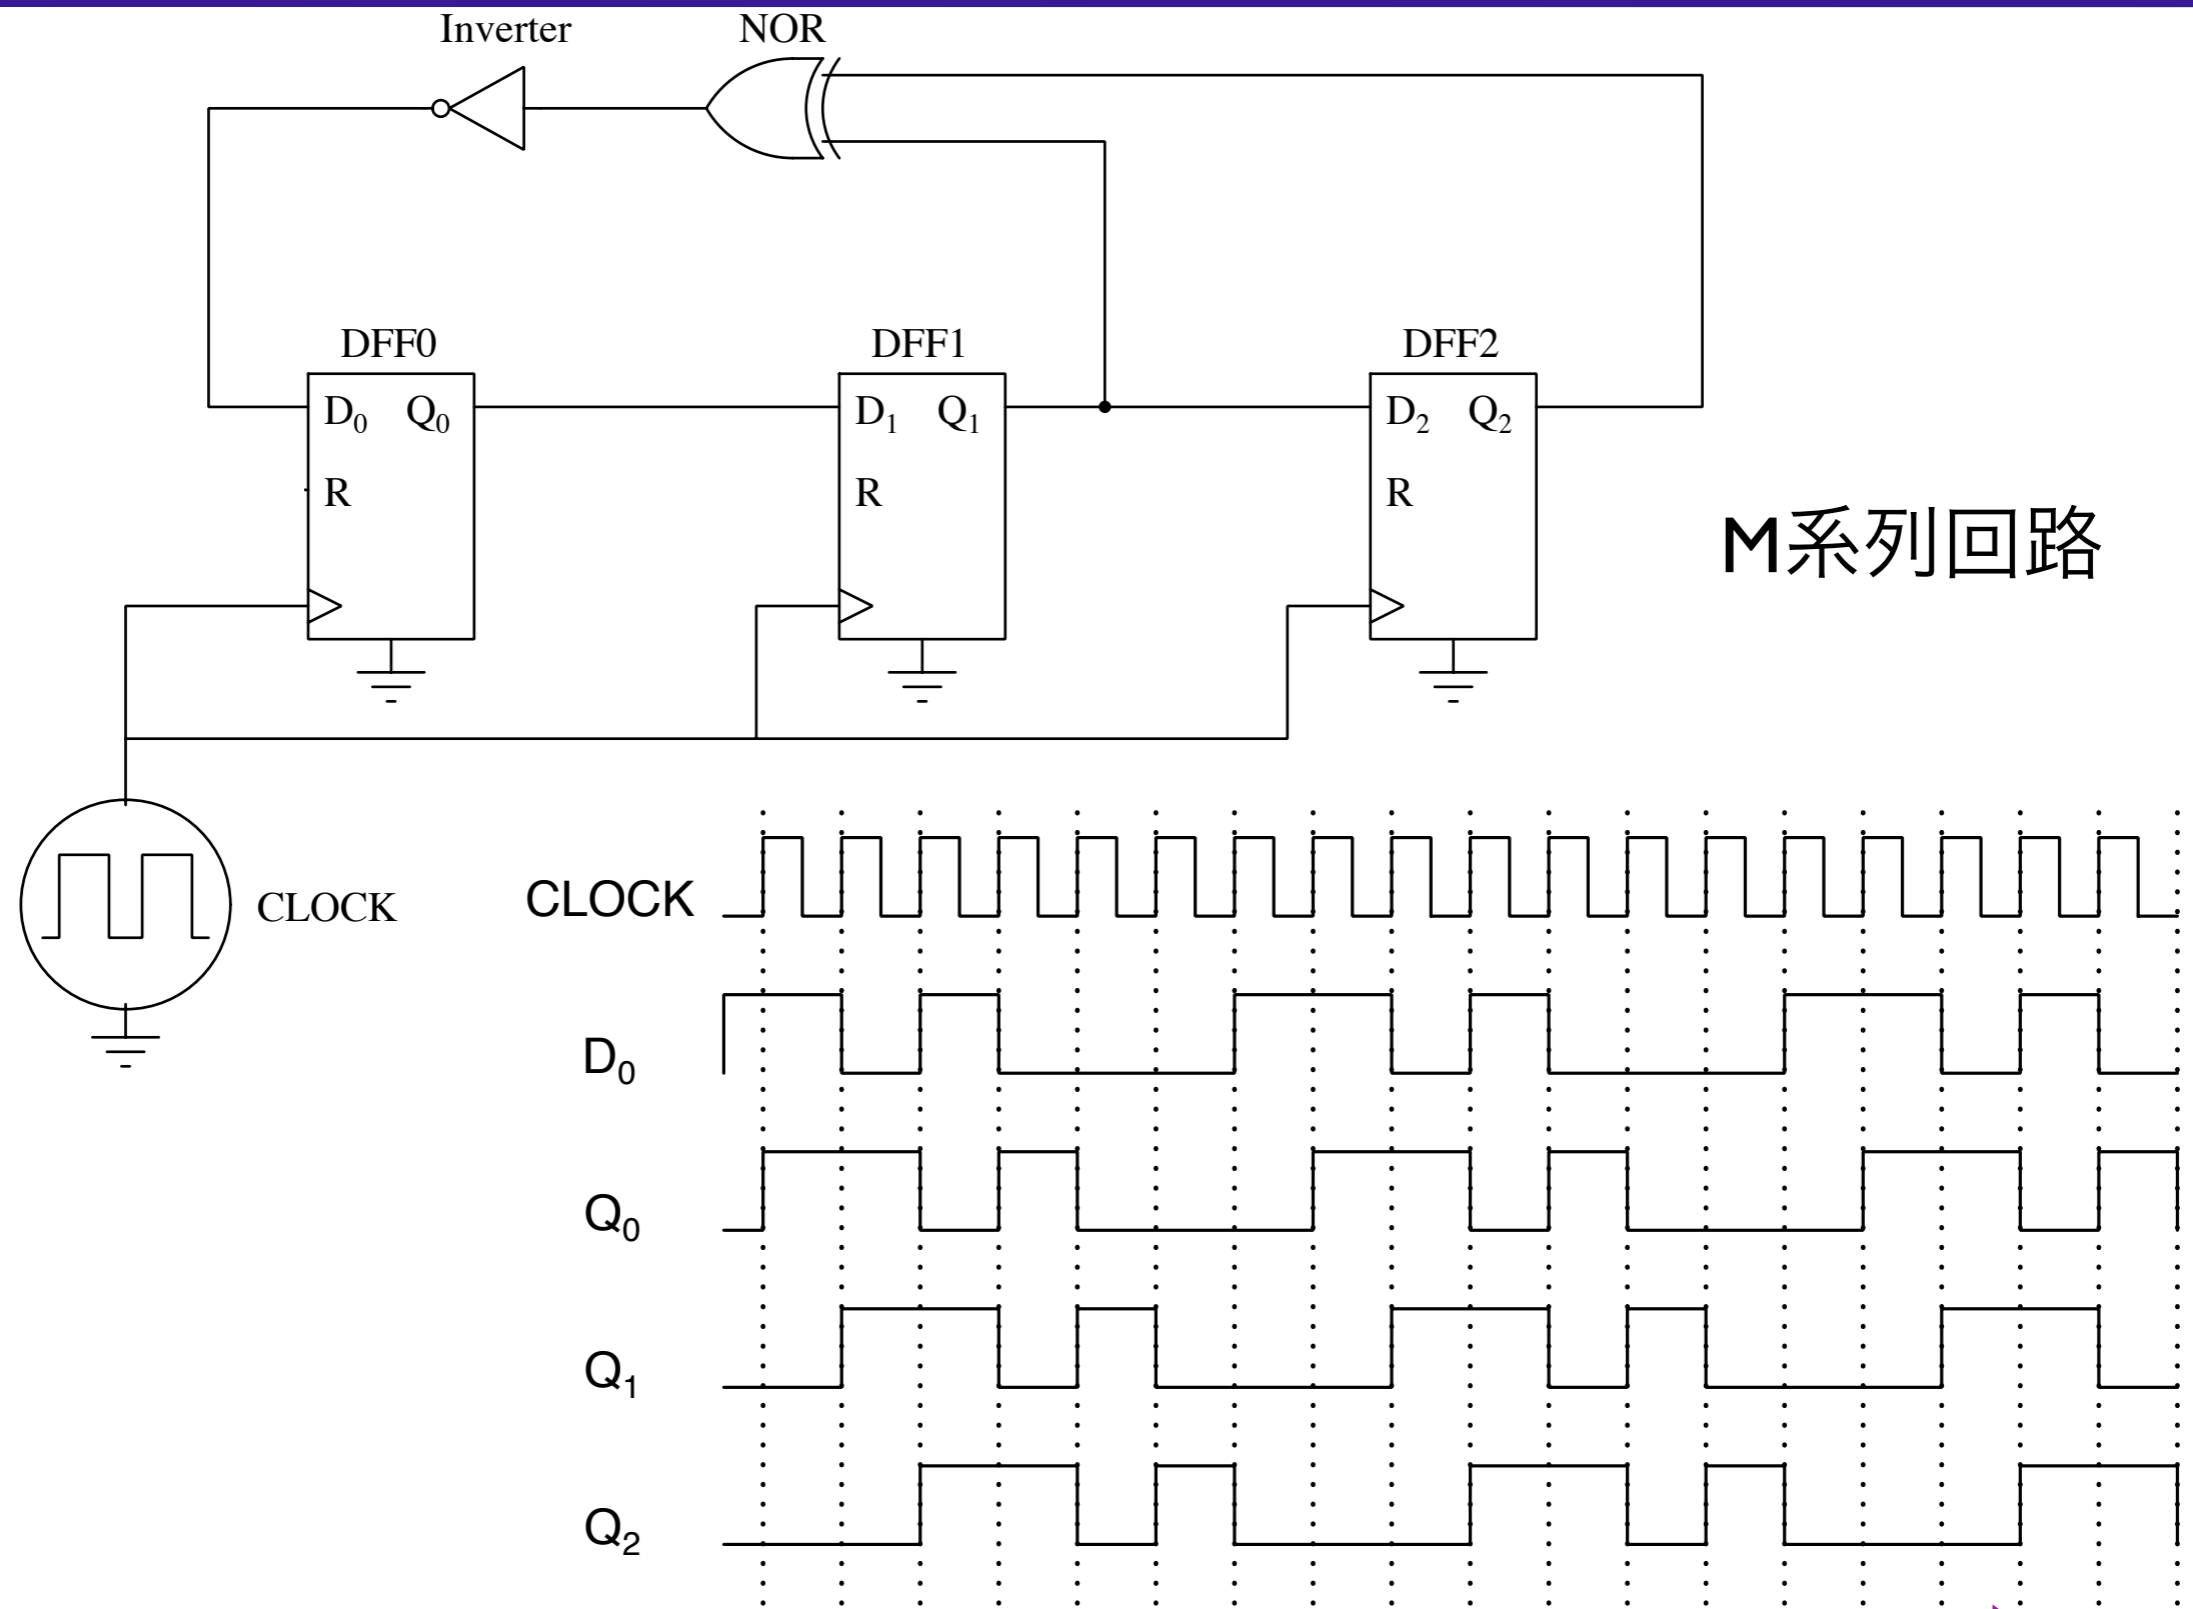 Inverter NOR
DFF0 DFF1 DFF2
D0 Q0 D1 Q1 D2 Q2
R R R
M系列回路
CLOCK CLOCK
D0
Q0
Q1
Q2